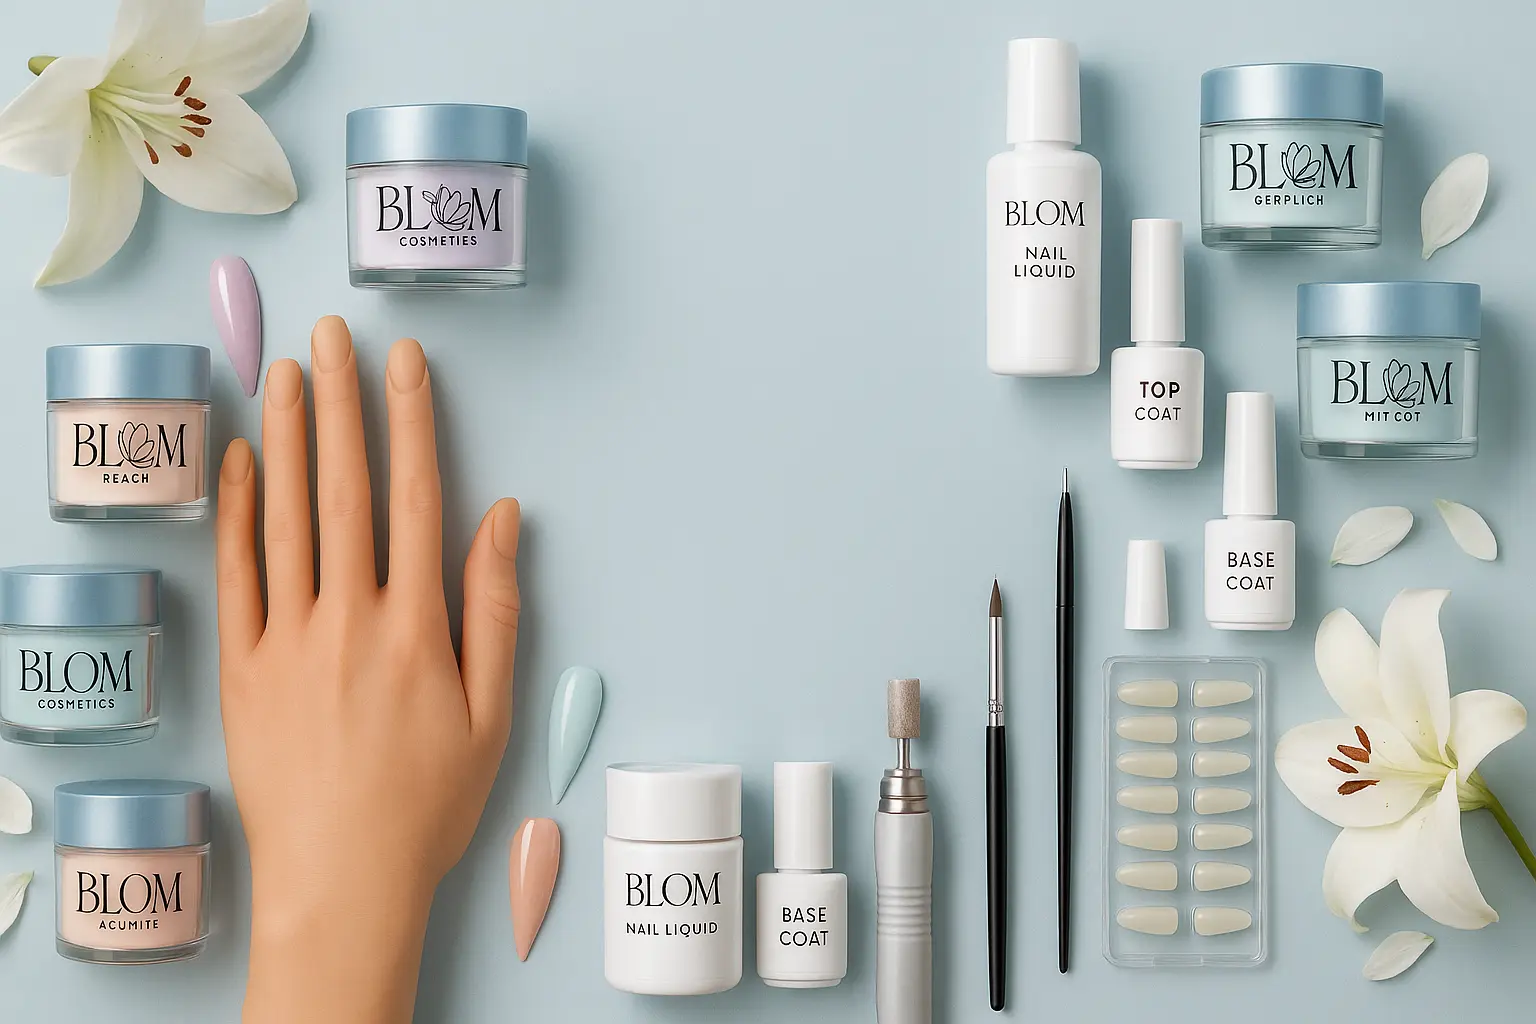 BLOM
COSMETIES
BLOM
REACH
BLOM
COSMETICS
BLOM
ACUMITE
BLOM
NAIL LIQUID
BASE
COAT
BLOM
NAIL
LIQUID
TOP
COAT
BASE
COAT
BLOM
GERPLICH
BLOM
MIT COT